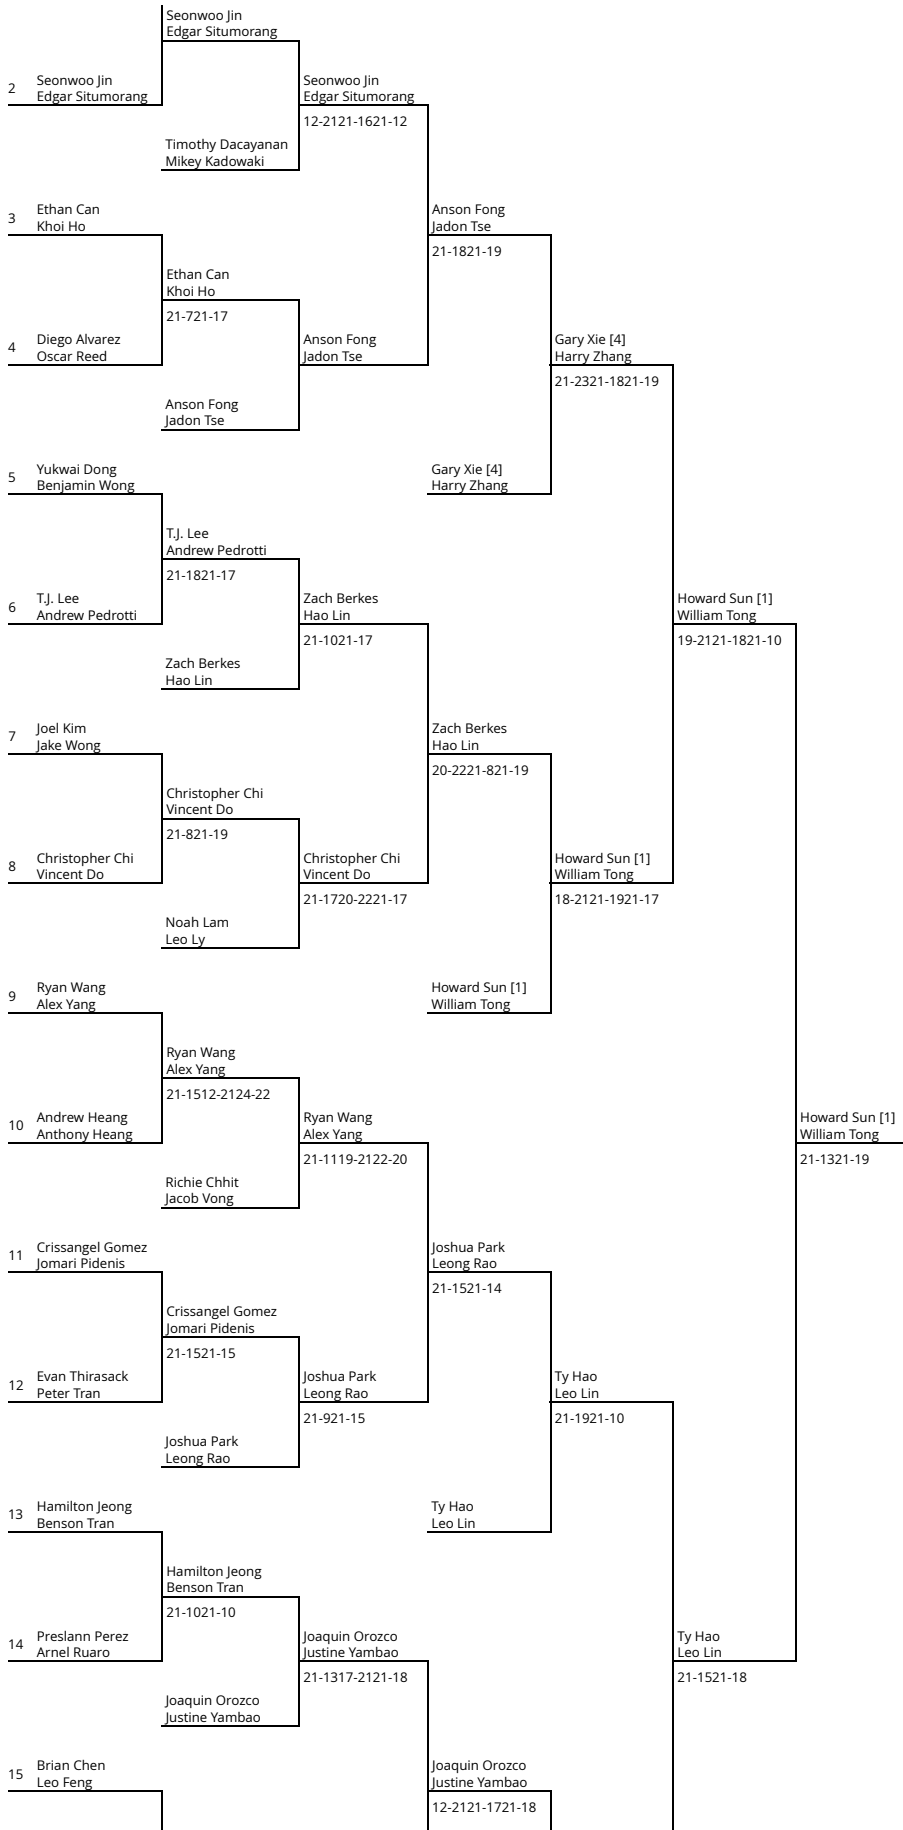 Seonwoo Jin
Edgar Situmorang
2
Seonwoo Jin
Edgar Situmorang
Seonwoo Jin
Edgar Situmorang
12-2121-1621-12
Timothy Dacayanan
Mikey Kadowaki
3
Ethan Can
Khoi Ho
Anson Fong
Jadon Tse
21-1821-19
Ethan Can
Khoi Ho
21-721-17
4
Diego Alvarez
Oscar Reed
Anson Fong
Jadon Tse
Gary Xie [4]
Harry Zhang
21-2321-1821-19
Anson Fong
Jadon Tse
5
Yukwai Dong
Benjamin Wong
Gary Xie [4]
Harry Zhang
T.J. Lee
Andrew Pedrotti
21-1821-17
6
T.J. Lee
Andrew Pedrotti
Zach Berkes
Hao Lin
21-1021-17
Howard Sun [1]
William Tong
19-2121-1821-10
Zach Berkes
Hao Lin
7
Joel Kim
Jake Wong
Zach Berkes
Hao Lin
20-2221-821-19
Christopher Chi
Vincent Do
21-821-19
8
Christopher Chi
Vincent Do
Christopher Chi
Vincent Do
21-1720-2221-17
Howard Sun [1]
William Tong
18-2121-1921-17
Noah Lam
Leo Ly
9
Ryan Wang
Alex Yang
Howard Sun [1]
William Tong
Ryan Wang
Alex Yang
21-1512-2124-22
10
Andrew Heang
Anthony Heang
Ryan Wang
Alex Yang
21-1119-2122-20
Howard Sun [1]
William Tong
21-1321-19
Richie Chhit
Jacob Vong
11
Crissangel Gomez
Jomari Pidenis
Joshua Park
Leong Rao
21-1521-14
Crissangel Gomez
Jomari Pidenis
21-1521-15
12
Evan Thirasack
Peter Tran
Joshua Park
Leong Rao
21-921-15
Ty Hao
Leo Lin
21-1921-10
Joshua Park
Leong Rao
13
Hamilton Jeong
Benson Tran
Ty Hao
Leo Lin
Hamilton Jeong
Benson Tran
21-1021-10
14
Preslann Perez
Arnel Ruaro
Joaquin Orozco
Justine Yambao
21-1317-2121-18
Ty Hao
Leo Lin
21-1521-18
Joaquin Orozco
Justine Yambao
15
Brian Chen
Leo Feng
Joaquin Orozco
Justine Yambao
12-2121-1721-18